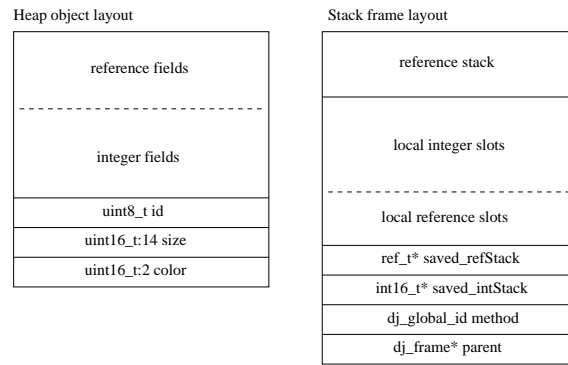 Heap object layout
reference fields
integer fields
uint8_t id
uint16_t:14 size
uint16_t:2 color
Stack frame layout
reference stack
local integer slots
local reference slots
ref_t* saved_refStack
int16_t* saved_intStack
dj_global_id method
dj_frame* parent